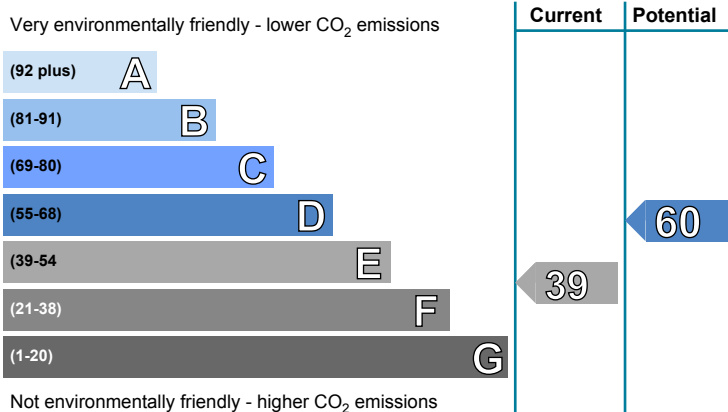 Very environmentally friendly - lower CO2 emissions
Current
Potential
(92 plus) A
(81-91) B
(69-80) C
(55-68) D
60
(39-54 E
39
(21-38) F
(1-20) G
Not environmentally friendly - higher CO2 emissions